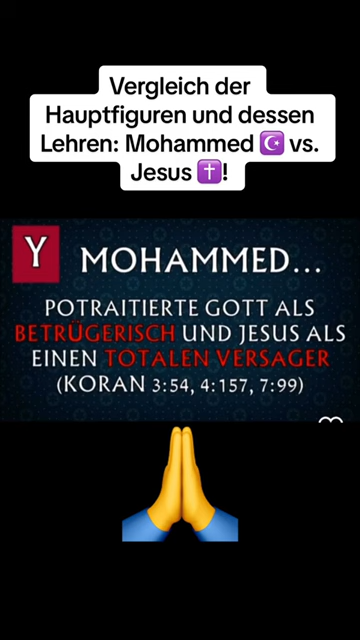 Vergleich der
Hauptfiguren und dessen
Lehren: Mohammed ☪️ vs.
Jesus ✝️!
Y
MOHAMMED...
POTRAITIERTE GOTT ALS
BETRÜGERISCH UND JESUS ALS
EINEN TOTALEN VERSAGER
(KORAN 3:54, 4:157, 7:99)